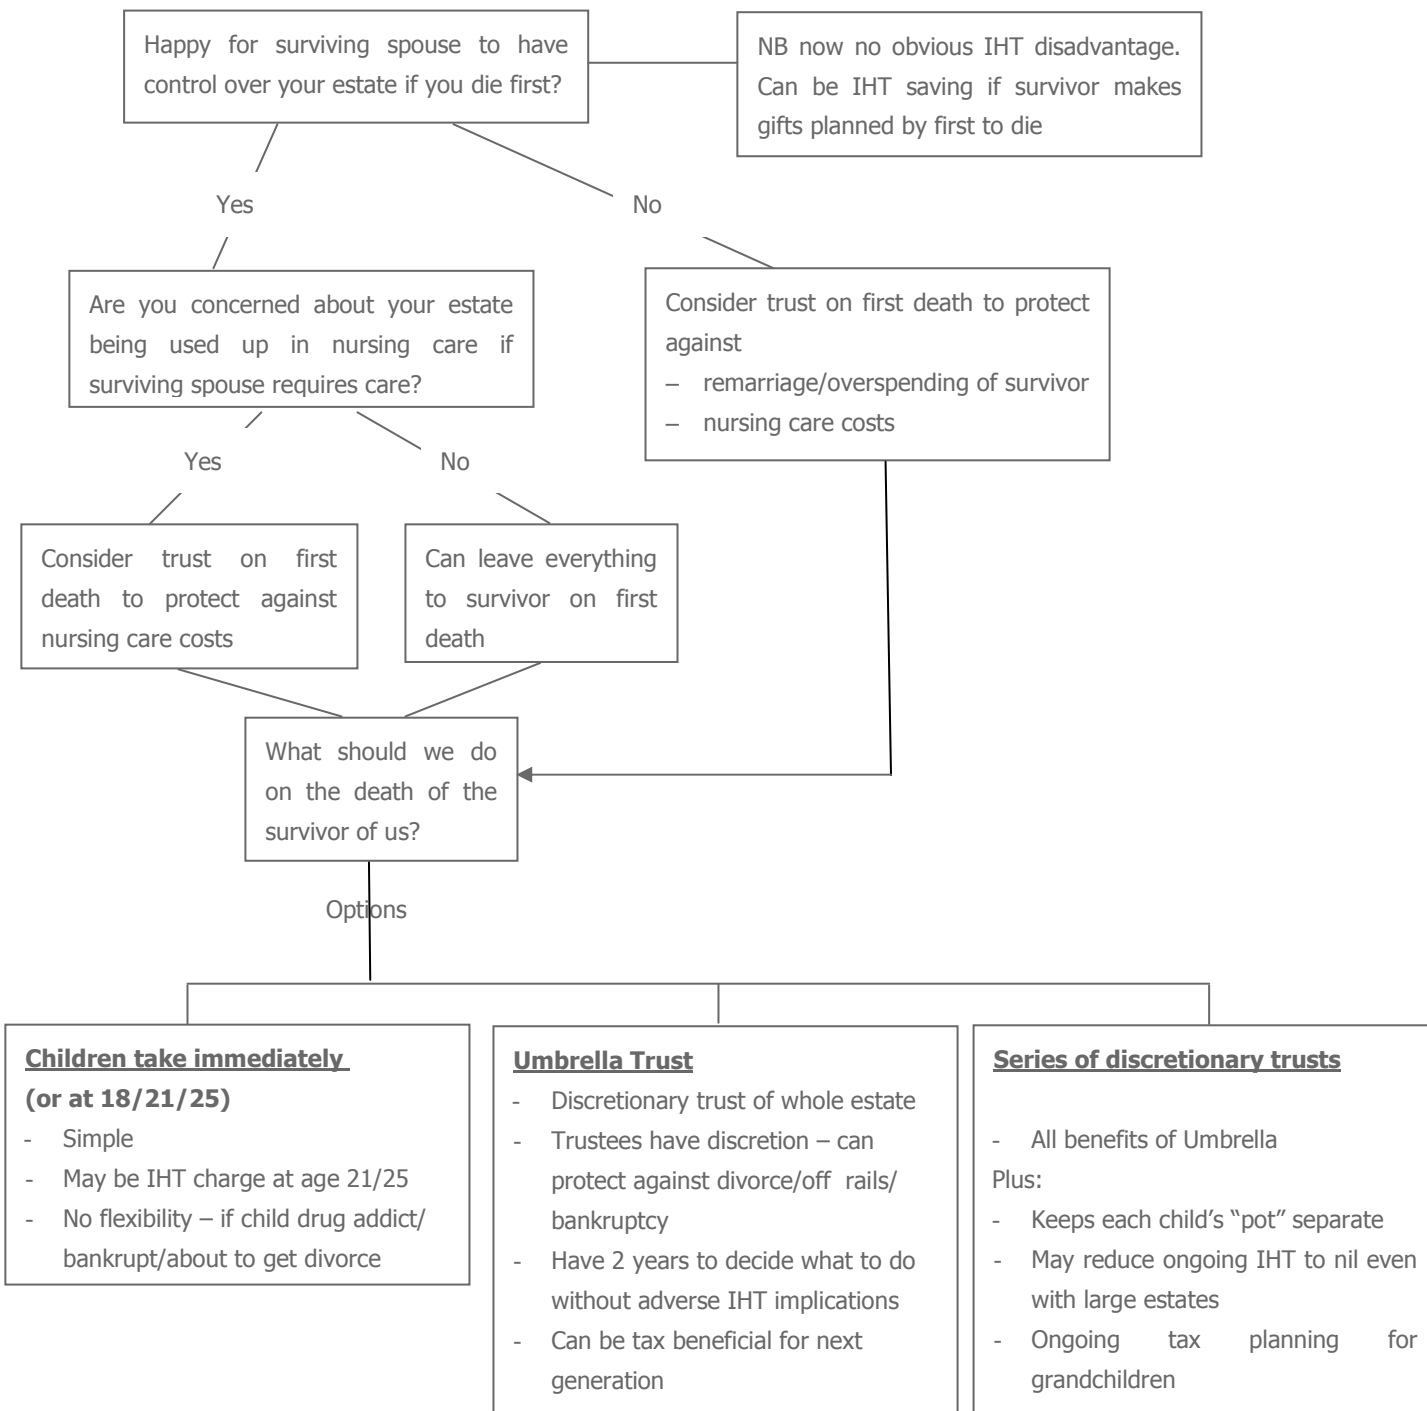 Happy for surviving spouse to have
control over your estate if you die first?
NB now no obvious IHT disadvantage.
Can be IHT saving if survivor makes
gifts planned by first to die
Yes
No
Are you concerned about your estate
being used up in nursing care if
surviving spouse requires care?
Consider trust on first death to protect
against
– remarriage/overspending of survivor
– nursing care costs
Yes
No
Consider trust on first
death to protect against
nursing care costs
Can leave everything
to survivor on first
death
What should we do
on the death of the
survivor of us?
Options
Children take immediately
(or at 18/21/25)
- Simple
- May be IHT charge at age 21/25
- No flexibility – if child drug addict/
bankrupt/about to get divorce
Umbrella Trust
- Discretionary trust of whole estate
- Trustees have discretion – can
protect against divorce/off rails/
bankruptcy
- Have 2 years to decide what to do
without adverse IHT implications
- Can be tax beneficial for next
generation
Series of discretionary trusts
- All benefits of Umbrella
Plus:
- Keeps each child's “pot” separate
- May reduce ongoing IHT to nil even
with large estates
- Ongoing tax planning for
grandchildren